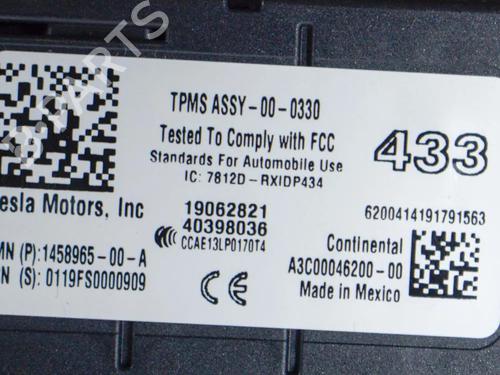 TPMS ASSY-00-0330
Tested To Comply with FCC
Standards For Automobile Use
IC: 7812D-RXIDP434
433
esla Motors, Inc
19062821
40398036
CCAE13LP0170T4
6200414191791563
MN (P):1458965-00-A
N (S): 0119FS0000909
CE
Continental
A3C00046200-00
Made in Mexico
B-PARTS